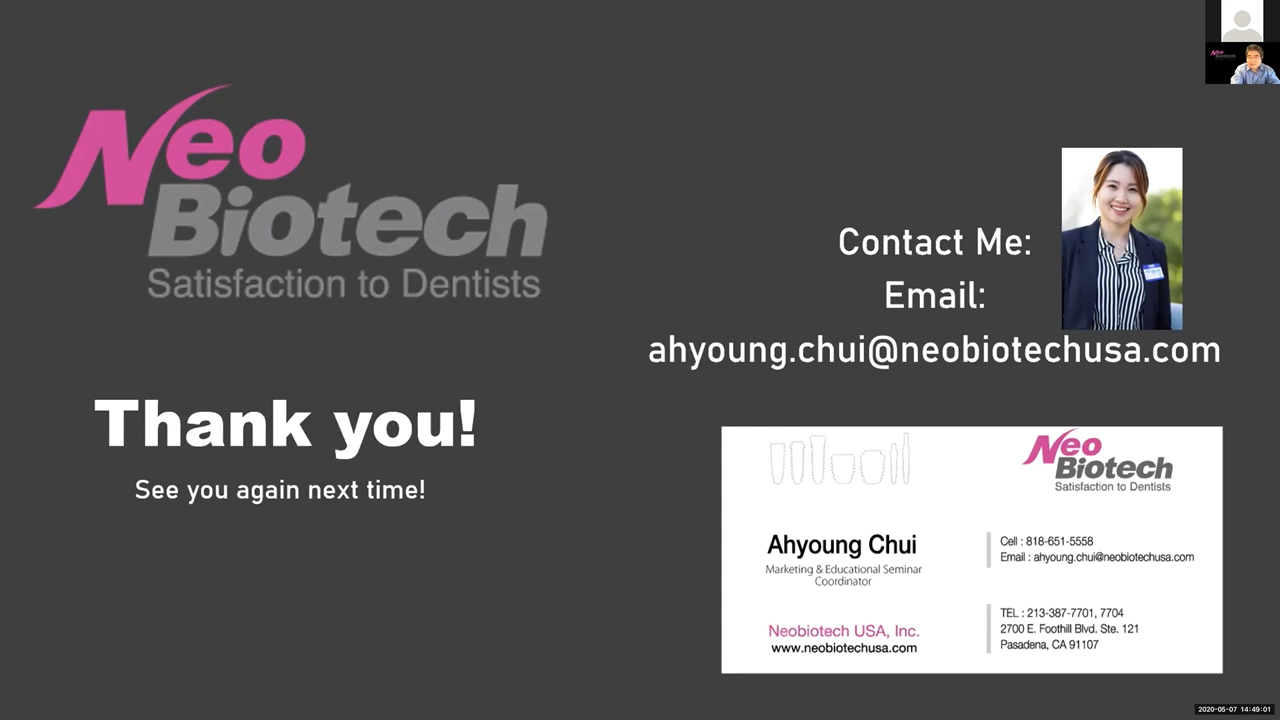 Neo
Biotech
Satisfaction to Dentists
Thank you!
See you again next time!
Contact Me:
Email:
ahyoung.chui@neobiotechusa.com
Neo
Biotech
Satisfaction to Dentists
Ahyoung Chui
Marketing & Educational Seminar
Coordinator
Neobiotech USA, Inc.
www.neobiotechusa.com
Cell : 818-651-5558
Email : ahyoung.chui@neobiotechusa.com
TEL : 213-387-7701, 7704
2700 E. Foothill Blvd. Ste. 121
Pasadena, CA 91107
Neo
Biotech
2020-05-07 14:49:01